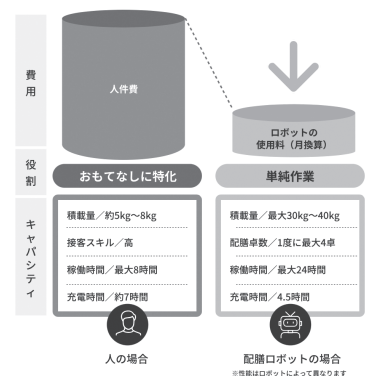 費用
人件費
ロボットの
使用料（月換算）
役割
おもてなしに特化
単純作業
キャパシティ
積載量／約5kg〜8kg
接客スキル／高
稼働時間／最大8時間
充電時間／約7時間
積載量／最大30kg〜40kg
配膳卓数／1度に最大4卓
稼働時間／最大24時間
充電時間／4.5時間
人の場合
配膳ロボットの場合
※性能はロボットによって異なります